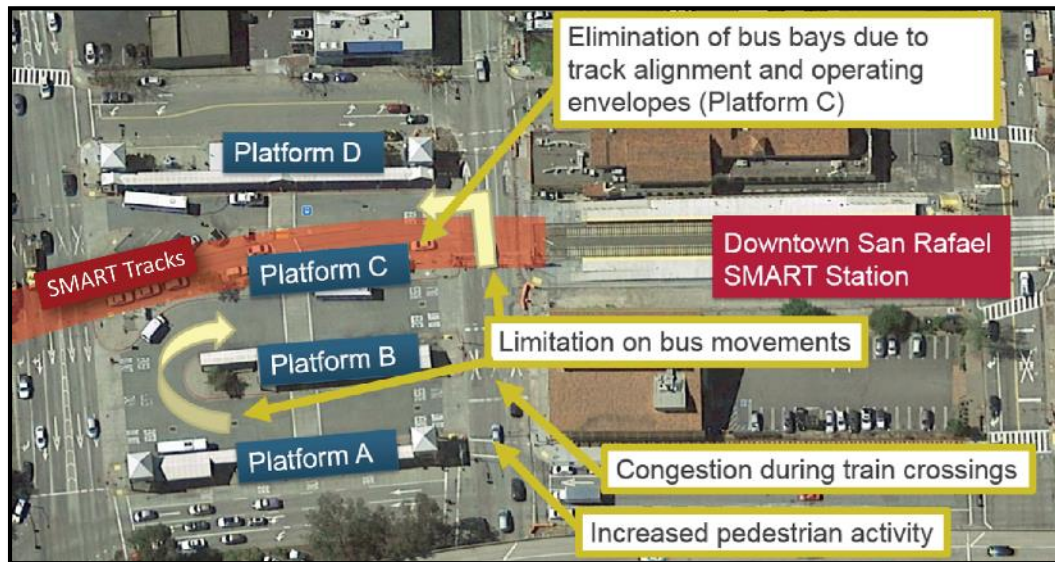 Elimination of bus bays due to
track alignment and operating
envelopes (Platform C)
Platform D
SMART Tracks
Platform C
Downtown San Rafael
SMART Station
Limitation on bus movements
Platform B
Platform A
Congestion during train crossings
Increased pedestrian activity